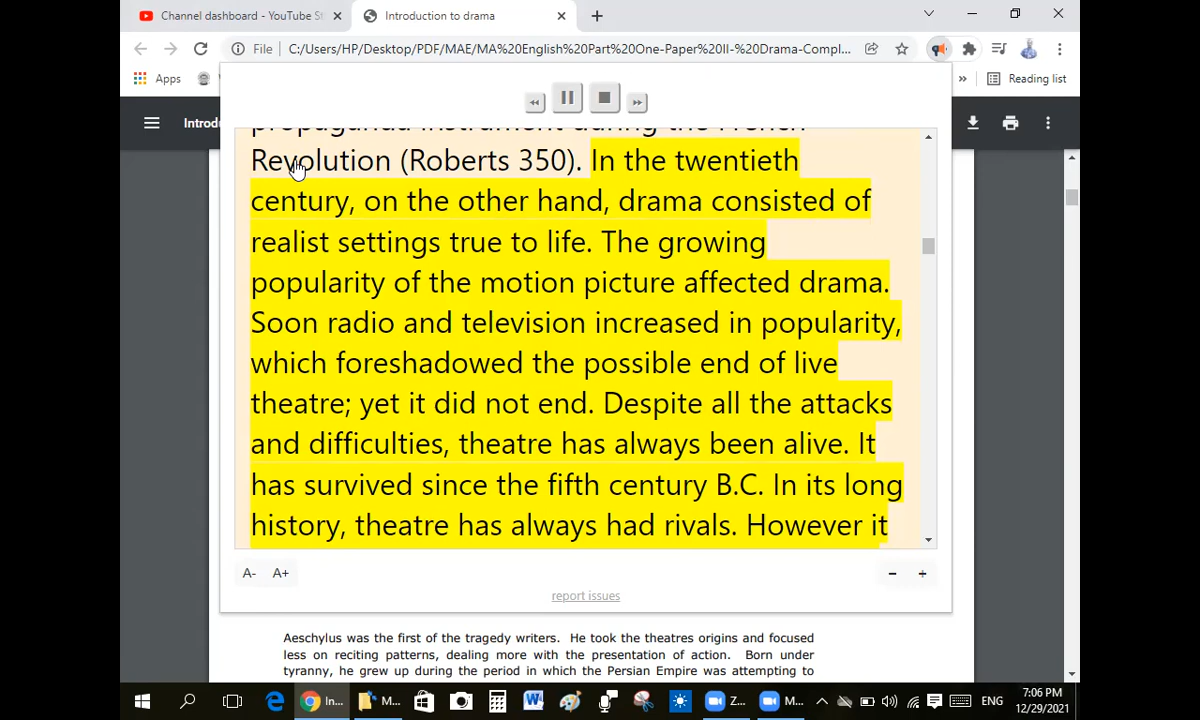 Channel dashboard - YouTube St
Introduction to drama
File
C:/Users/HP/Desktop/PDF/MAE/MA%20English%20Part%20One-Paper%20II-%20Drama-Compl...
Apps
»
Reading list
Introdu
propaganda instrument during the French
Revolution (Roberts 350). In the twentieth
century, on the other hand, drama consisted of
realist settings true to life. The growing
popularity of the motion picture affected drama.
Soon radio and television increased in popularity,
which foreshadowed the possible end of live
theatre; yet it did not end. Despite all the attacks
and difficulties, theatre has always been alive. It
has survived since the fifth century B.C. In its long
history, theatre has always had rivals. However it
A- A+
- +
report issues
Aeschylus was the first of the tragedy writers. He took the theatres origins and focused
less on reciting patterns, dealing more with the presentation of action. Born under
tyranny, he grew up during the period in which the Persian Empire was attempting to
In...
M...
Z...
M...
ENG
7:06 PM
12/29/2021